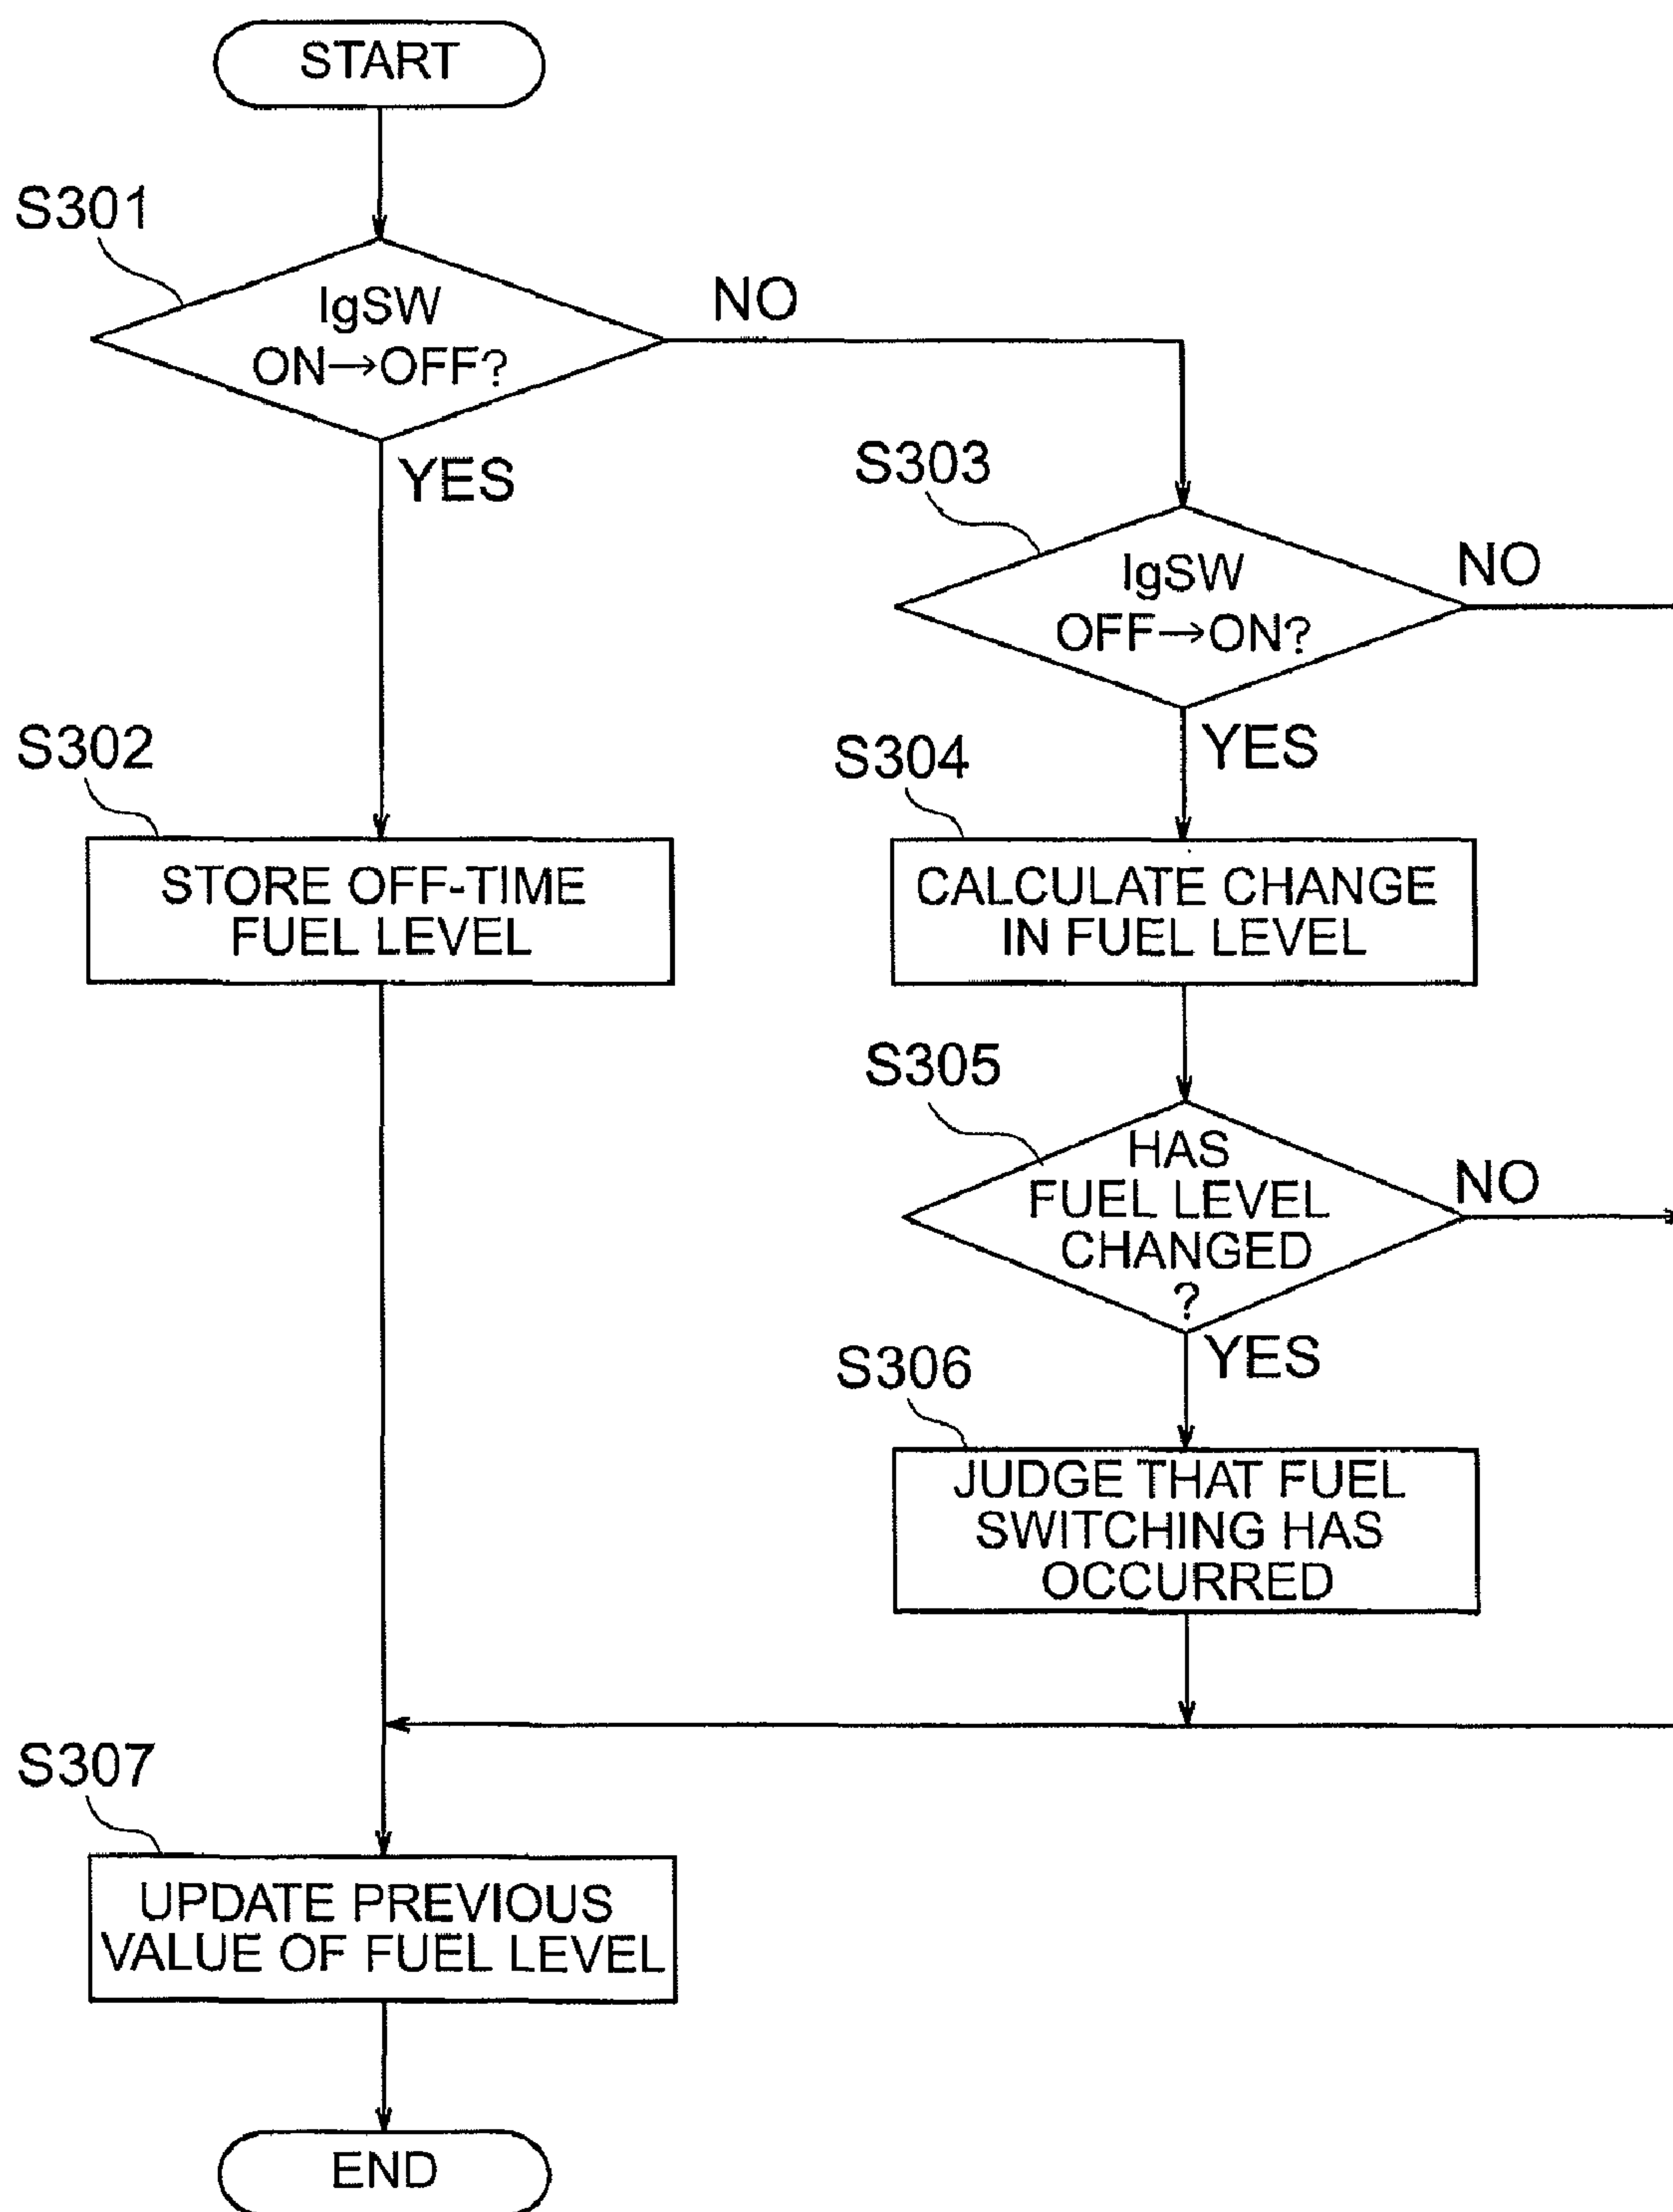 START
S301
IgSW
ON→OFF?
NO
YES
S303
IgSW
OFF→ON?
NO
YES
S302
STORE OFF-TIME
FUEL LEVEL
S304
CALCULATE CHANGE
IN FUEL LEVEL
S305
HAS
FUEL LEVEL
CHANGED
?
NO
YES
S306
JUDGE THAT FUEL
SWITCHING HAS
OCCURRED
S307
UPDATE PREVIOUS
VALUE OF FUEL LEVEL
END